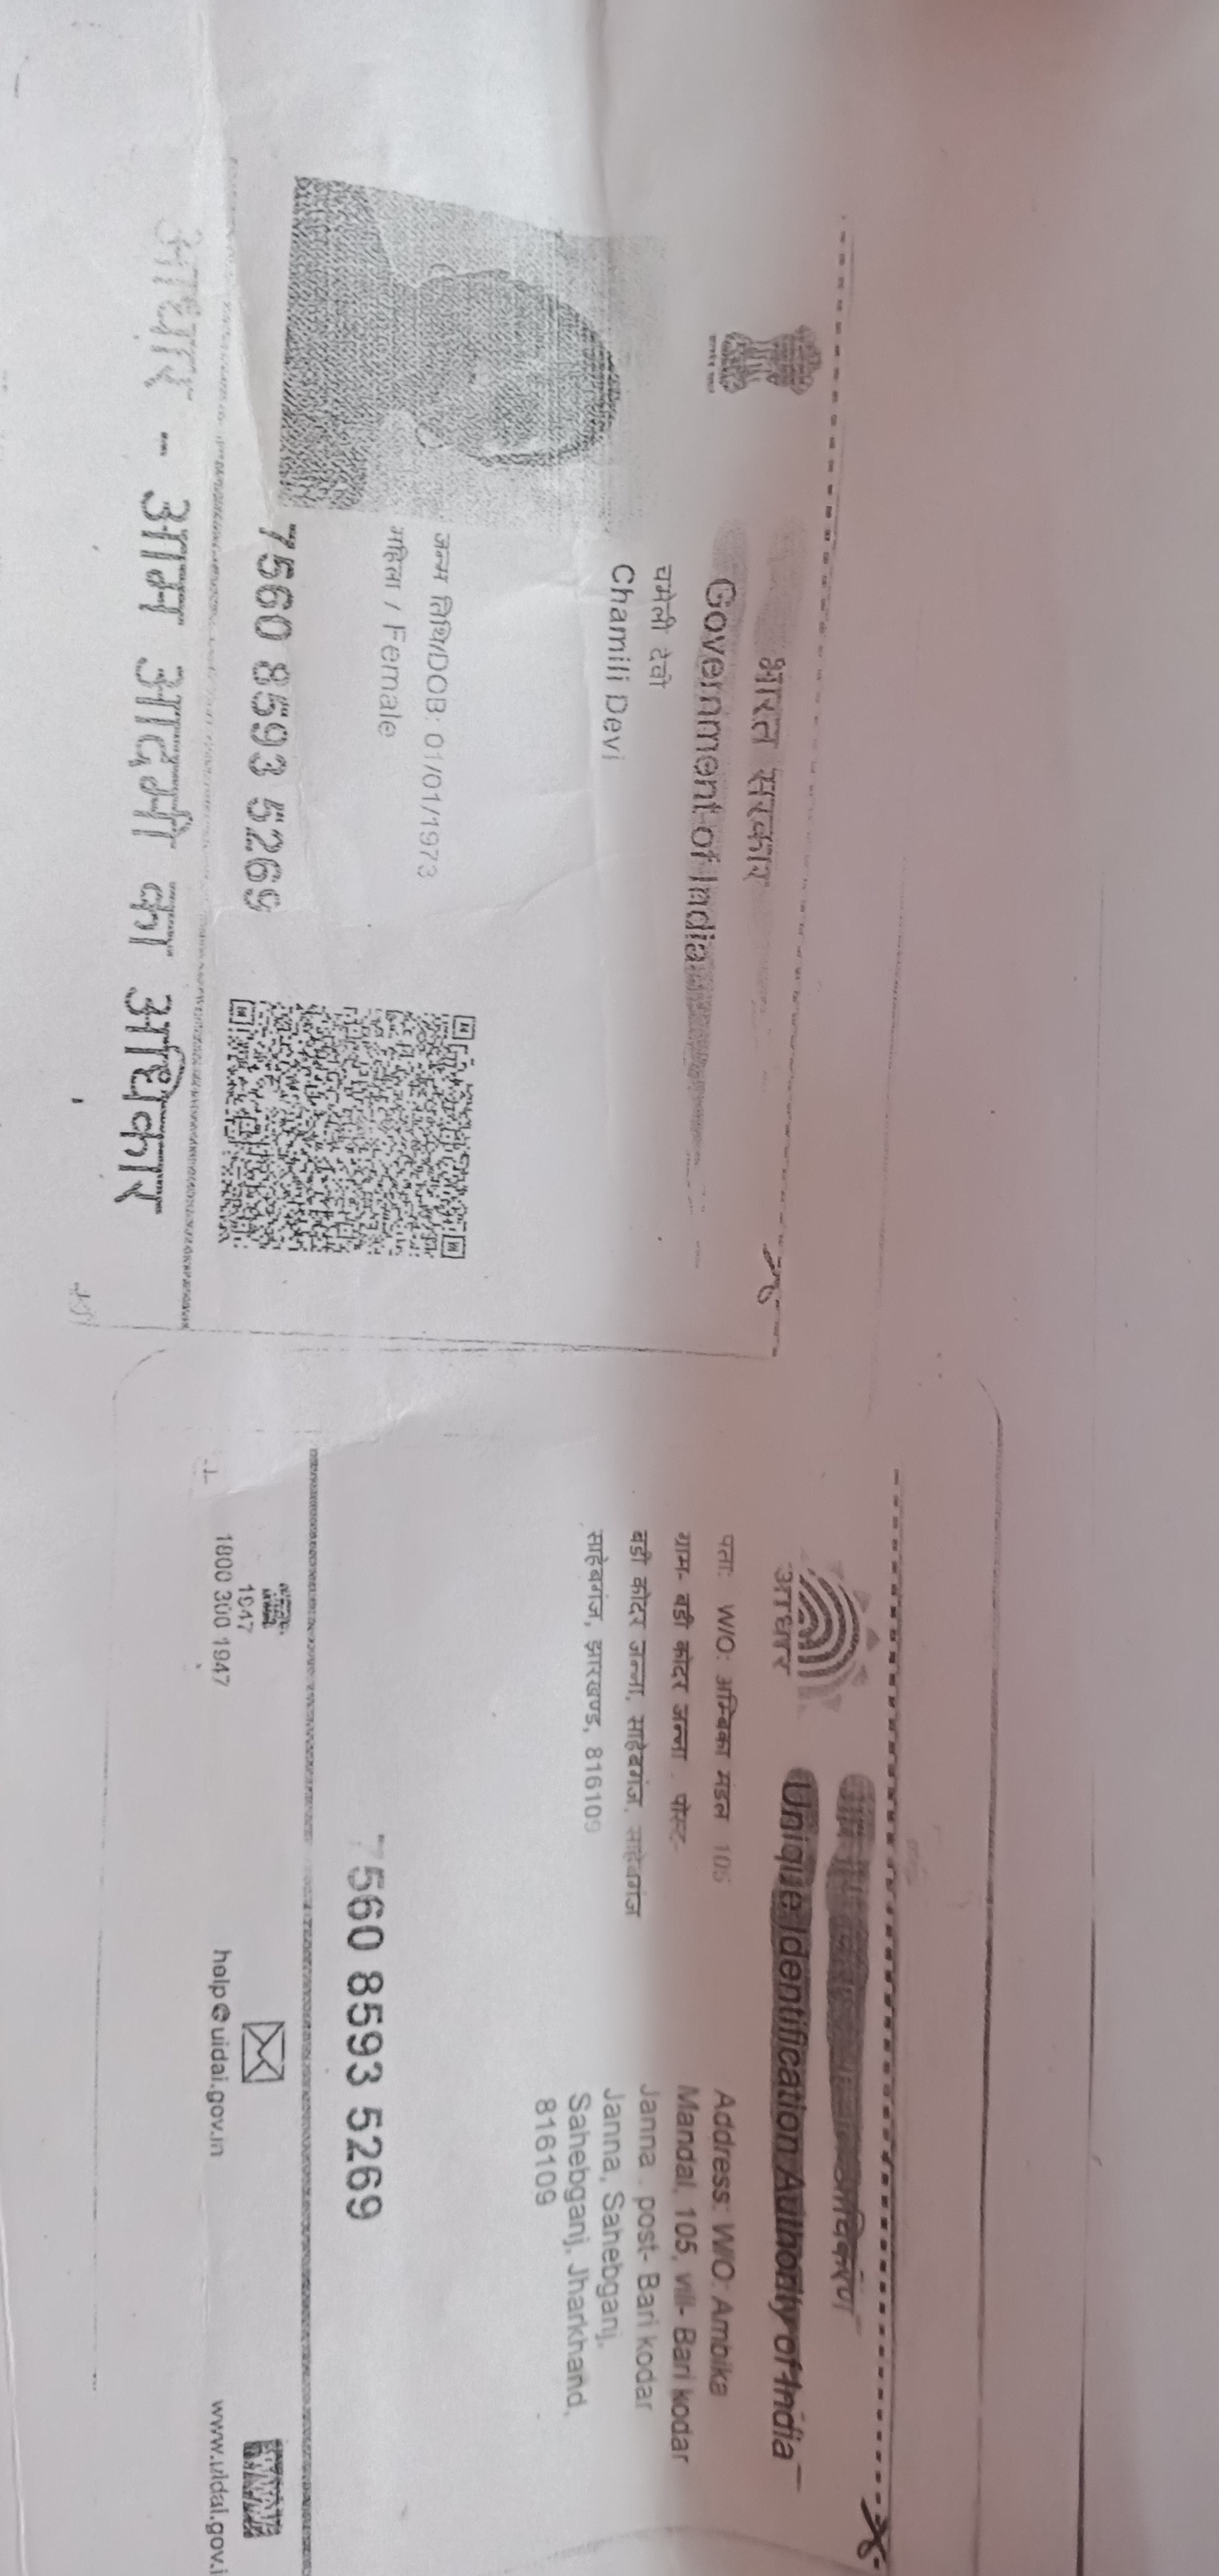 भारत सरकार
Government of India
चमेली देवी
Chamili Devi
जन्म तिथि/DOB: 01/01/1973
महिला / Female
7560 8593 5269
आधार - आम आदमी का अधिकार
आधार
Unique Identification Authority of India
पता: W/O: अम्बिका मंडल 105
ग्राम- बडी कोदर जन्ना . पोस्ट-
बडी कोदर जन्ना, साहेबगंज, साहेबगंज
साहेबगंज, झारखण्ड, 816109
Address: W/O: Ambika
Mandal, 105, vill- Bari kodar
Janna . post- Bari kodar
Janna, Sahebganj,
Sahebganj, Jharkhand,
816109
7560 8593 5269
1947
1800 300 1947
help@uidai.gov.in
www.uidai.gov.i